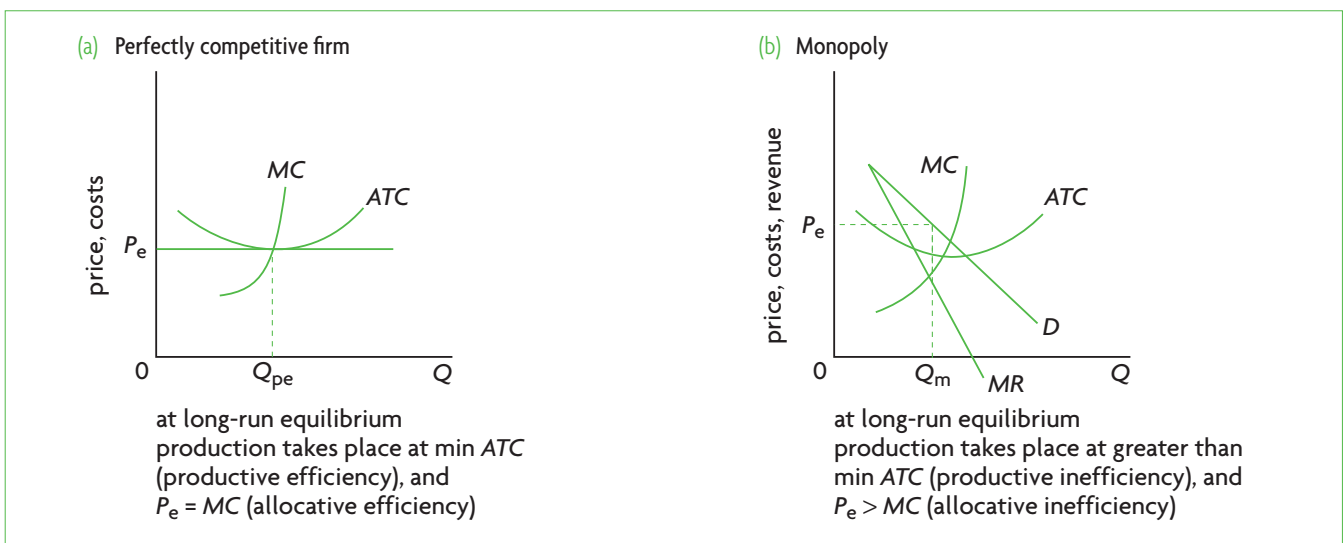 (a) Perfectly competitive firm
price, costs
MC
ATC
Pe
0
Qpe
Q
at long-run equilibrium
production takes place at min ATC
(productive efficiency), and
Pe = MC (allocative efficiency)
(b) Monopoly
price, costs, revenue
MC
ATC
Pe
D
0
Qm
MR
Q
at long-run equilibrium
production takes place at greater than
min ATC (productive inefficiency), and
Pe > MC (allocative inefficiency)